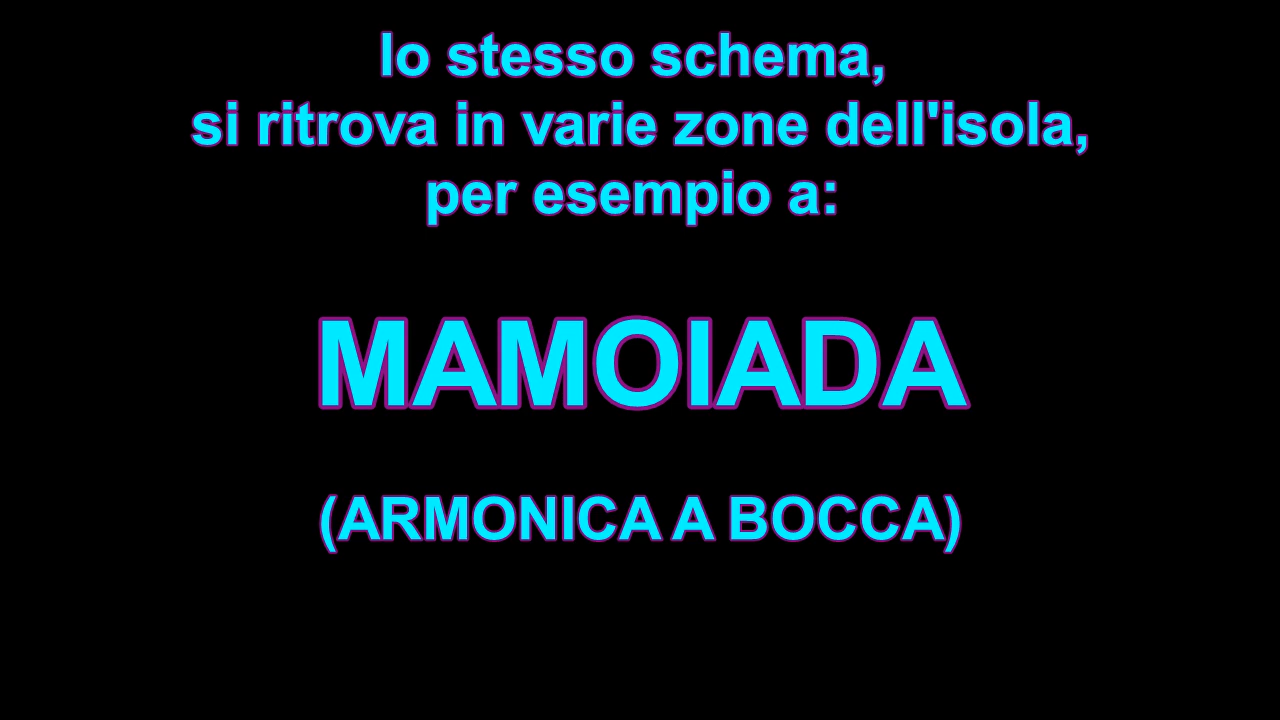 lo stesso schema,
si ritrova in varie zone dell'isola,
per esempio a:
MAMOIADA
(ARMONICA A BOCCA)